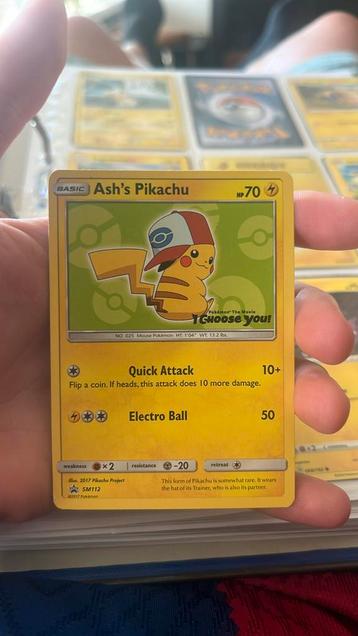 BASIC Ash's Pikachu HP70
Pokémon The Movie
I Choose You!
NO. 025 Mouse Pokémon HT: 1'04" WT: 13.2 lbs.
Quick Attack 10+
Flip a coin. If heads, this attack does 10 more damage.
Electro Ball 50
weakness ×2 resistance -20 retreat
Illus. 2017 Pikachu Project
SM112
©2017 Pokémon
This form of Pikachu is somewhat rare. It wears
the hat of its Trainer, who is also its partner.